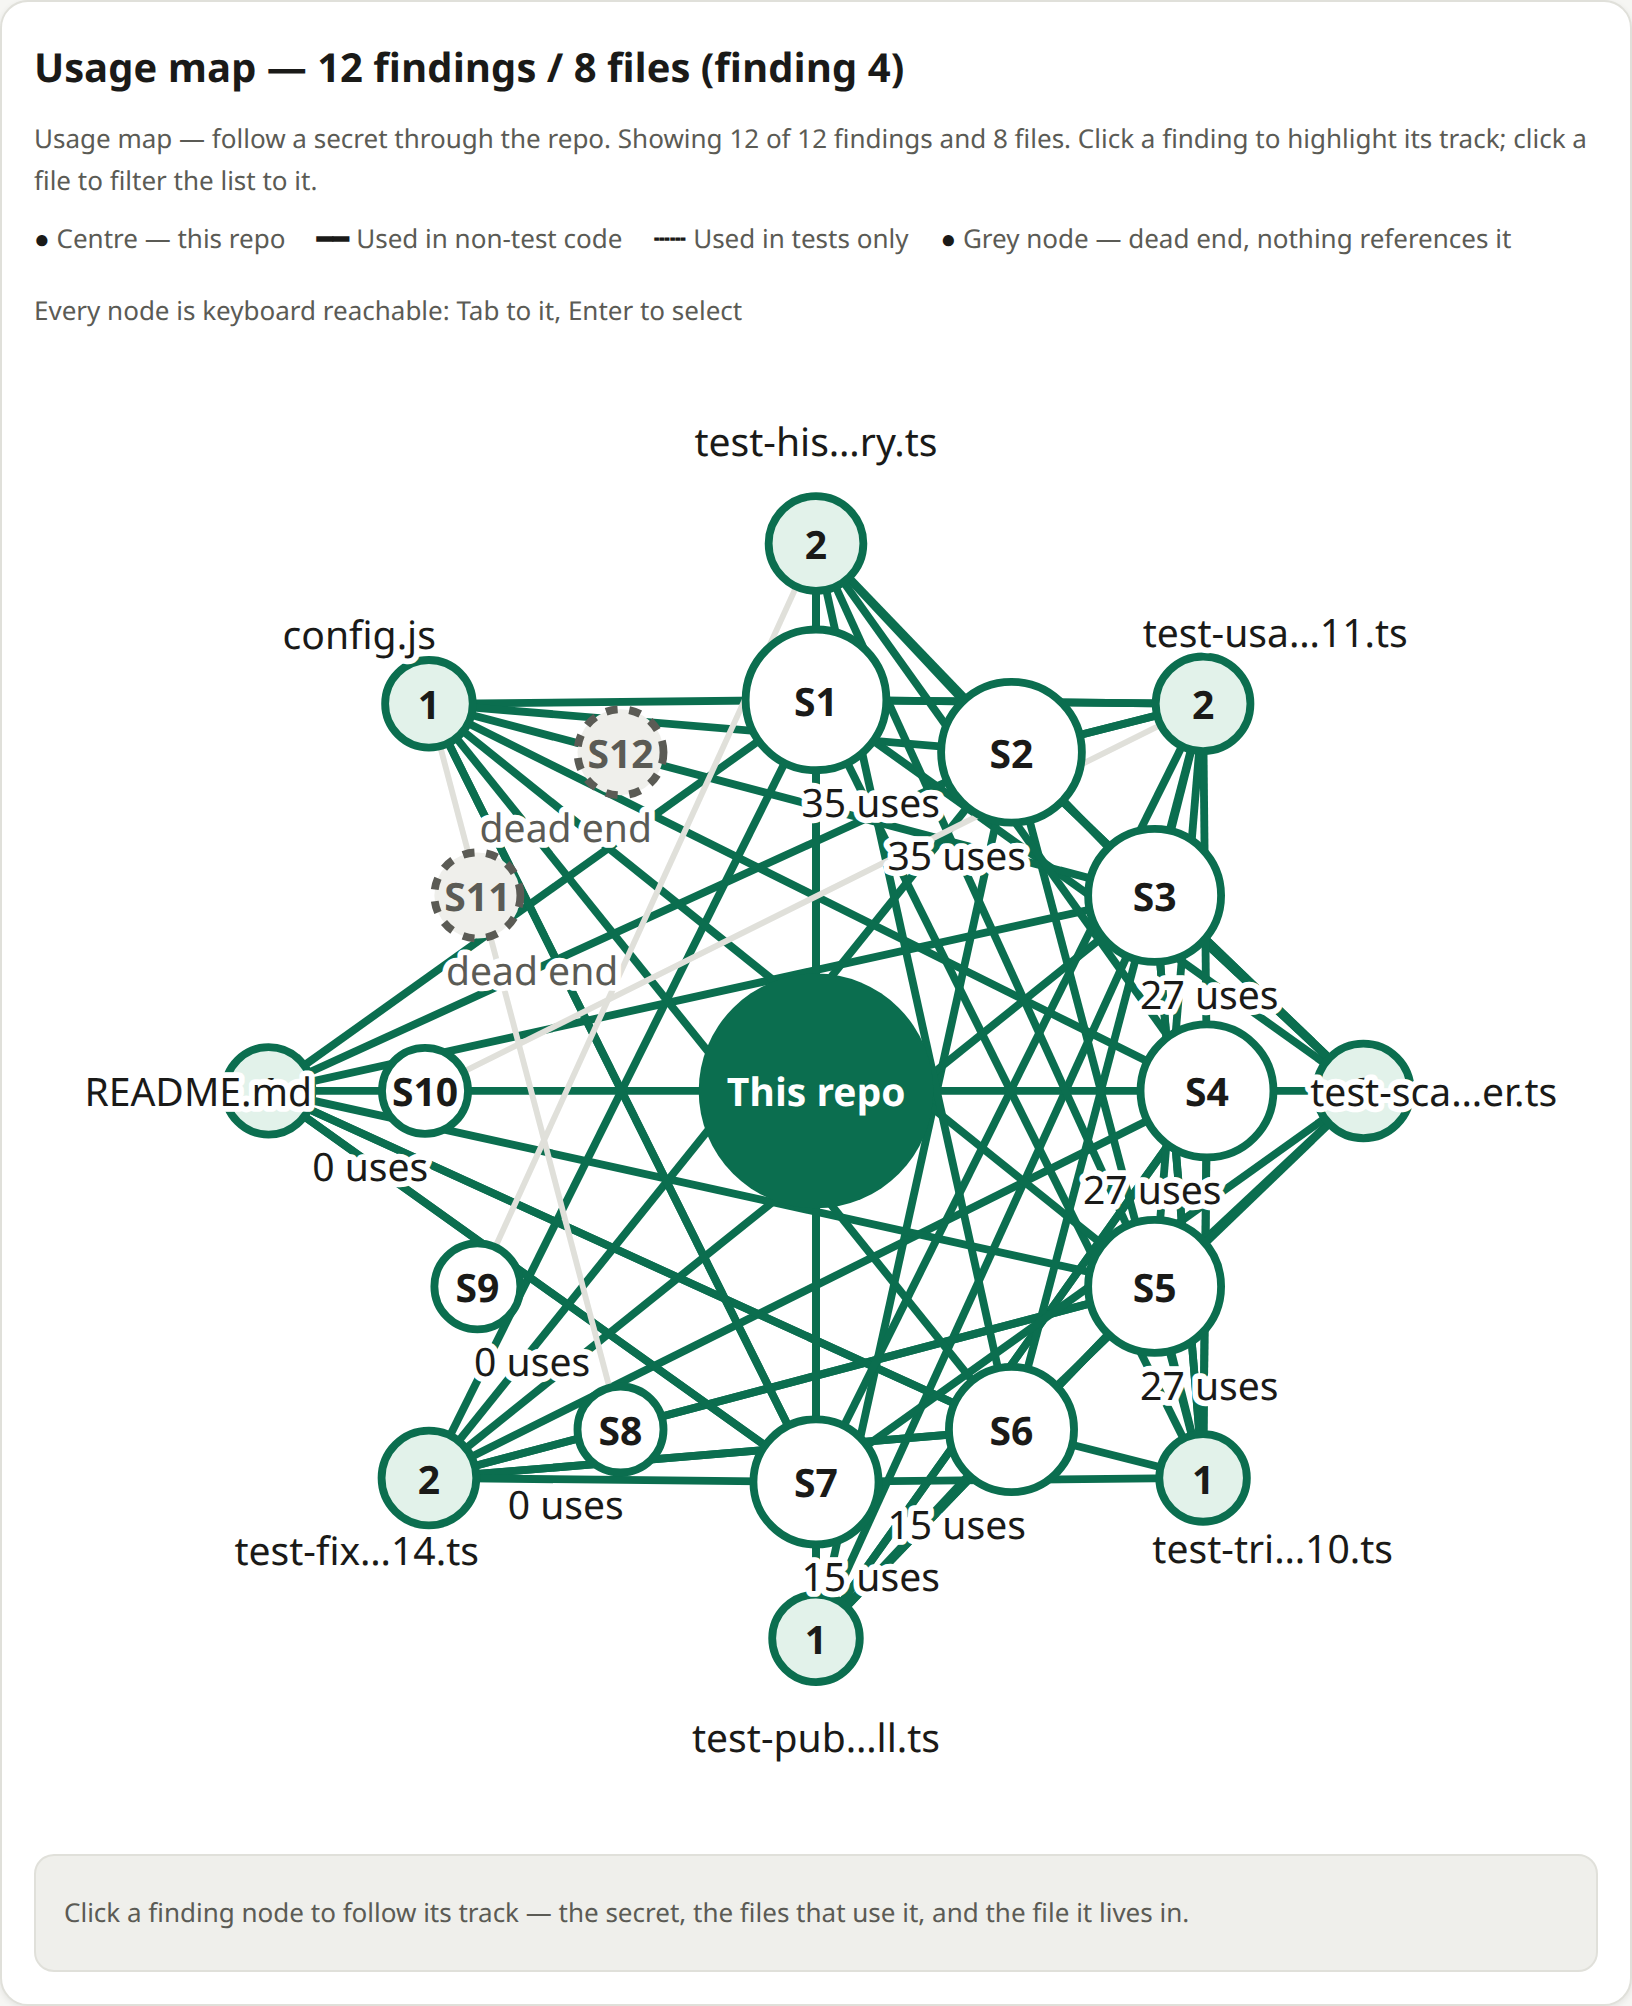 Usage map — 12 findings / 8 files (finding 4)
Usage map — follow a secret through the repo. Showing 12 of 12 findings and 8 files. Click a finding to highlight its track; click a
file to filter the list to it.
● Centre — this repo ━━ Used in non-test code ┅┅ Used in tests only ● Grey node — dead end, nothing references it
Every node is keyboard reachable: Tab to it, Enter to select
test-his…ry.ts
2
config.js
test-usa…11.ts
1
S1
2
S12
S2
35 uses
dead end
35 uses
S11
S3
dead end
27 uses
README.md
S10
This repo
S4
test-sca…er.ts
0 uses
27 uses
S9
S5
0 uses
27 uses
S8
S6
2
S7
1
0 uses
15 uses
test-fix…14.ts
test-tri…10.ts
15 uses
1
test-pub…ll.ts
Click a finding node to follow its track — the secret, the files that use it, and the file it lives in.